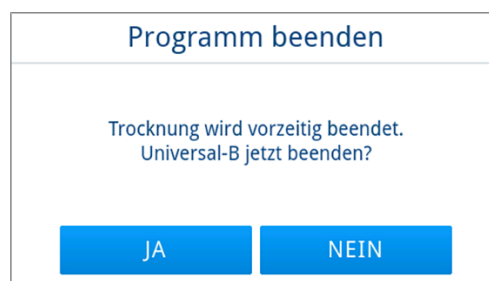 Programm beenden
Trocknung wird vorzeitig beendet.
Universal-B jetzt beenden?
JA
NEIN